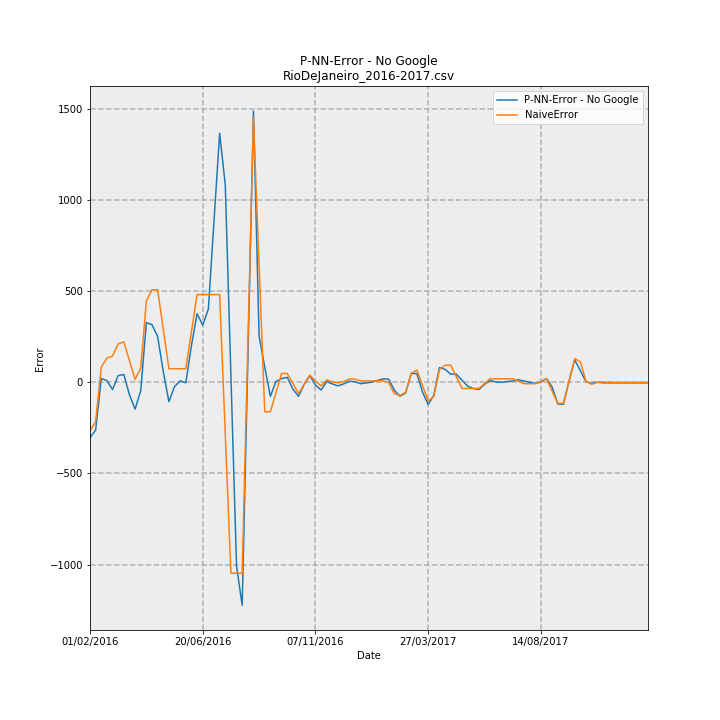 P-NN-Error - No Google
RioDeJaneiro_2016-2017.csv
P-NN-Error - No Google
NaiveError
1500
1000
500
0
−500
−1000
Error
01/02/2016 20/06/2016 07/11/2016 27/03/2017 14/08/2017
Date